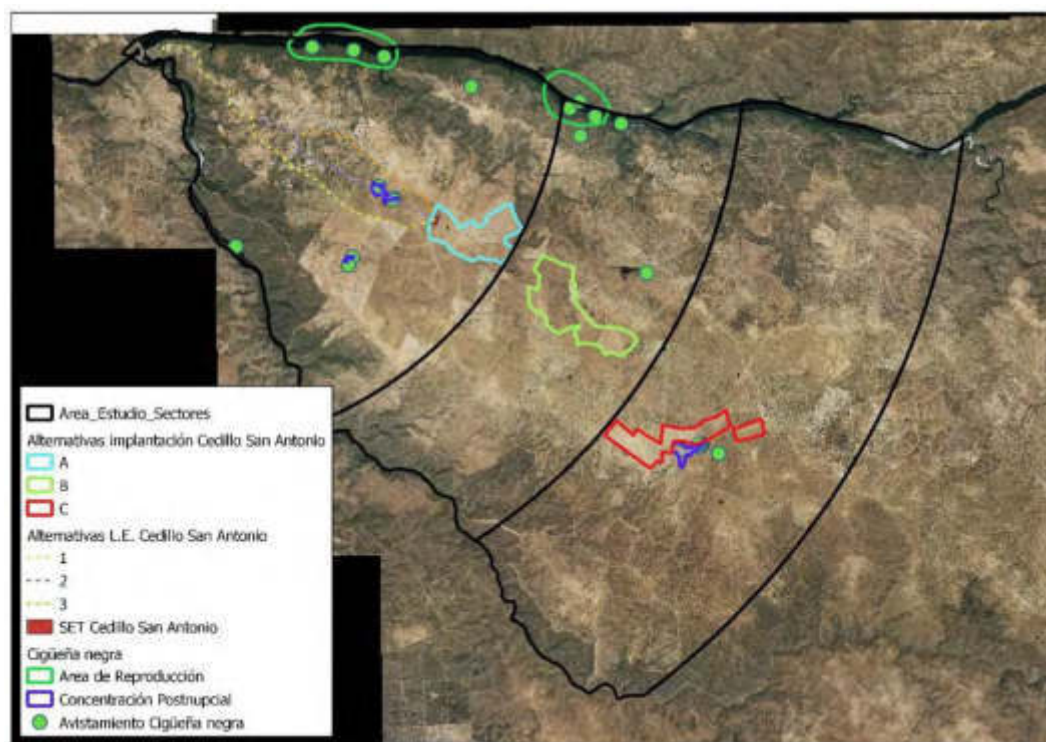 Area_Estudio_Sectores
Alternativas implantación Cedillo San Antonio
A
B
C
Alternativas L.E. Cedillo San Antonio
1
2
3
SET Cedillo San Antonio
Cigüeña negra
Area de Reproducción
Concentración Postnupcial
Avistamiento Cigüeña negra